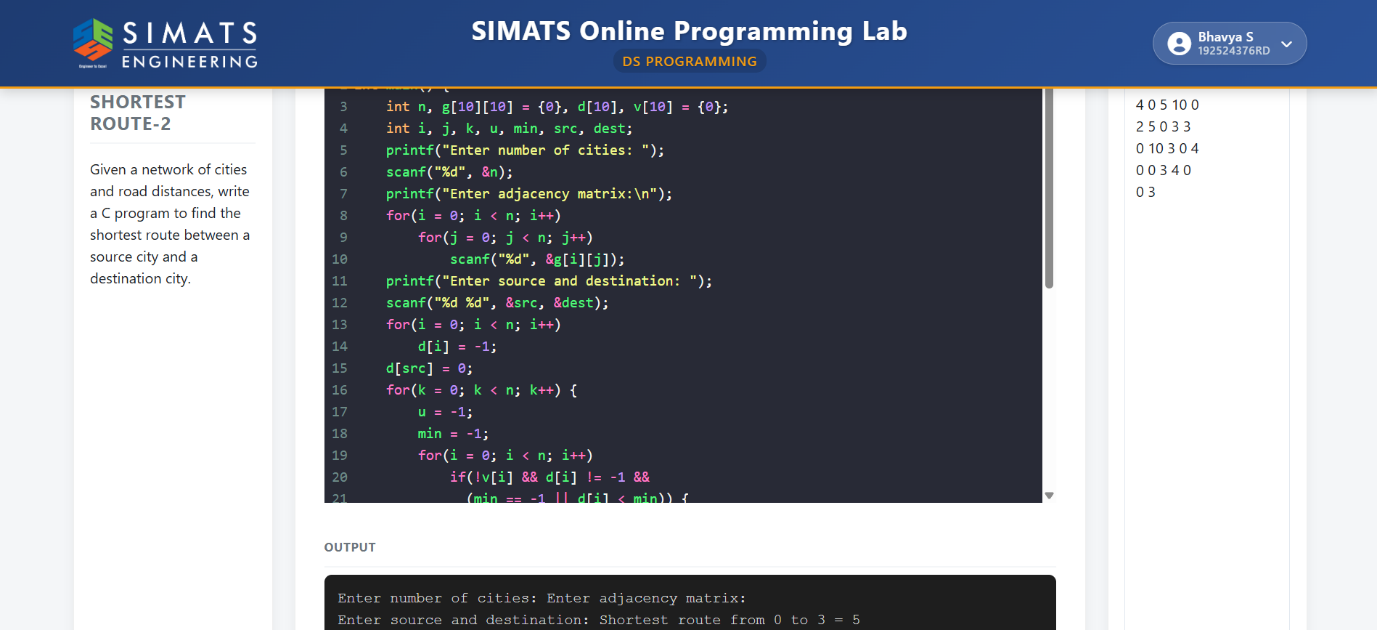 SIMATS
ENGINEERING
SIMATS Online Programming Lab
DS PROGRAMMING
Bhavya S
192524376RD
SHORTEST
ROUTE-2
Given a network of cities
and road distances, write
a C program to find the
shortest route between a
source city and a
destination city.
3 int n, g[10][10] = {0}, d[10], v[10] = {0};
4 int i, j, k, u, min, src, dest;
5 printf("Enter number of cities: ");
6 scanf("%d", &n);
7 printf("Enter adjacency matrix:\n");
8 for(i = 0; i < n; i++)
9 for(j = 0; j < n; j++)
10 scanf("%d", &g[i][j]);
11 printf("Enter source and destination: ");
12 scanf("%d %d", &src, &dest);
13 for(i = 0; i < n; i++)
14 d[i] = -1;
15 d[src] = 0;
16 for(k = 0; k < n; k++) {
17 u = -1;
18 min = -1;
19 for(i = 0; i < n; i++)
20 if(!v[i] && d[i] != -1 &&
21 (min == -1 || d[i] < min)) {
OUTPUT
Enter number of cities: Enter adjacency matrix:
Enter source and destination: Shortest route from 0 to 3 = 5
4 0 5 10 0
2 5 0 3 3
0 10 3 0 4
0 0 3 4 0
0 3